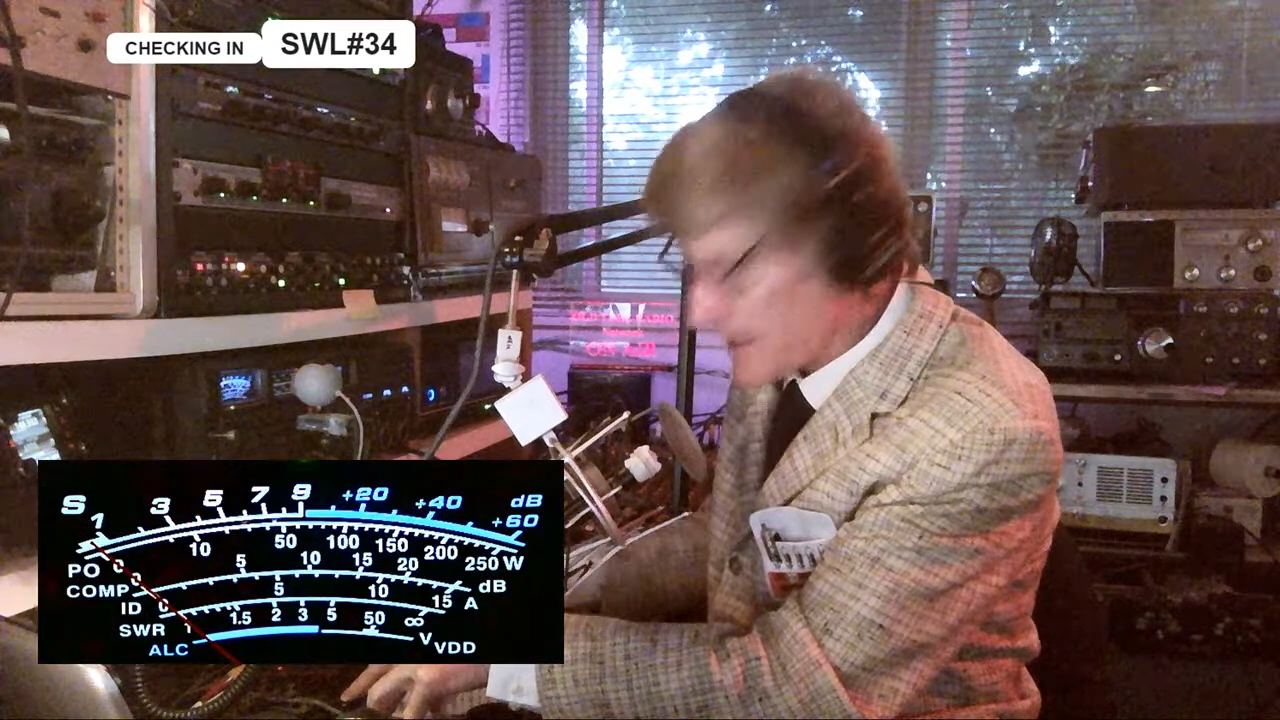 CHECKING IN
SWL#34
S 1 3 5 7 9 +20 +40 +60 dB
PO 0 10 50 100 150 200 250 W
COMP 0 5 10 15 20 dB
ID 0 5 10 15 A
SWR 1 1.5 2 3 5 50 ∞
ALC V VDD